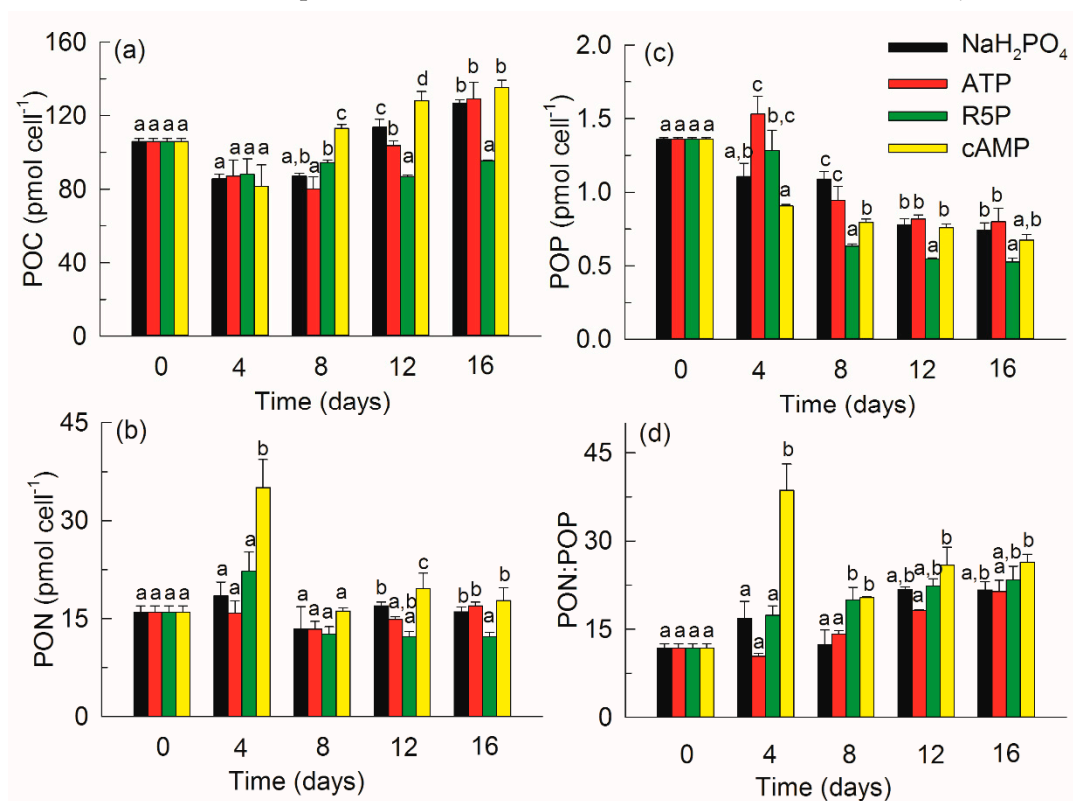 (a)
POC (pmol cell⁻¹)
160
120
80
40
0
a a a a
a a a a
a,b a b c
c b a d
b b a b
0 4 8 12 16
Time (days)
(c)
NaH₂PO₄
ATP
R5P
cAMP
POP (pmol cell⁻¹)
2.0
1.5
1.0
0.5
0.0
a a a a
a,b c b,c a
c c a b
b b a b
b b a a,b
0 4 8 12 16
Time (days)
(b)
PON (pmol cell⁻¹)
45
30
15
0
a a a a
a a a b
a a a a
b a,b a c
b b a b
0 4 8 12 16
Time (days)
(d)
PON:POP
45
30
15
0
a a a a
a a a b
a a b b
a,b a a,b b
a,b a a,b b
0 4 8 12 16
Time (days)